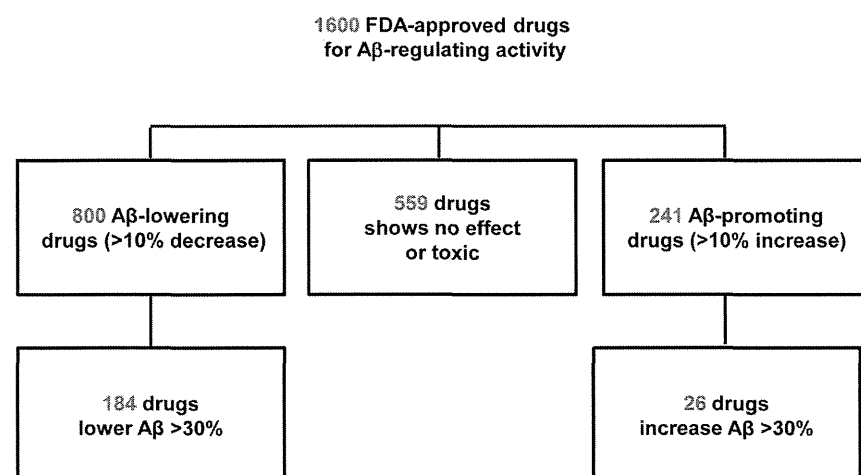 1600 FDA-approved drugs
for Aβ-regulating activity
800 Aβ-lowering
drugs (>10% decrease)
559 drugs
shows no effect
or toxic
241 Aβ-promoting
drugs (>10% increase)
184 drugs
lower Aβ >30%
26 drugs
increase Aβ >30%